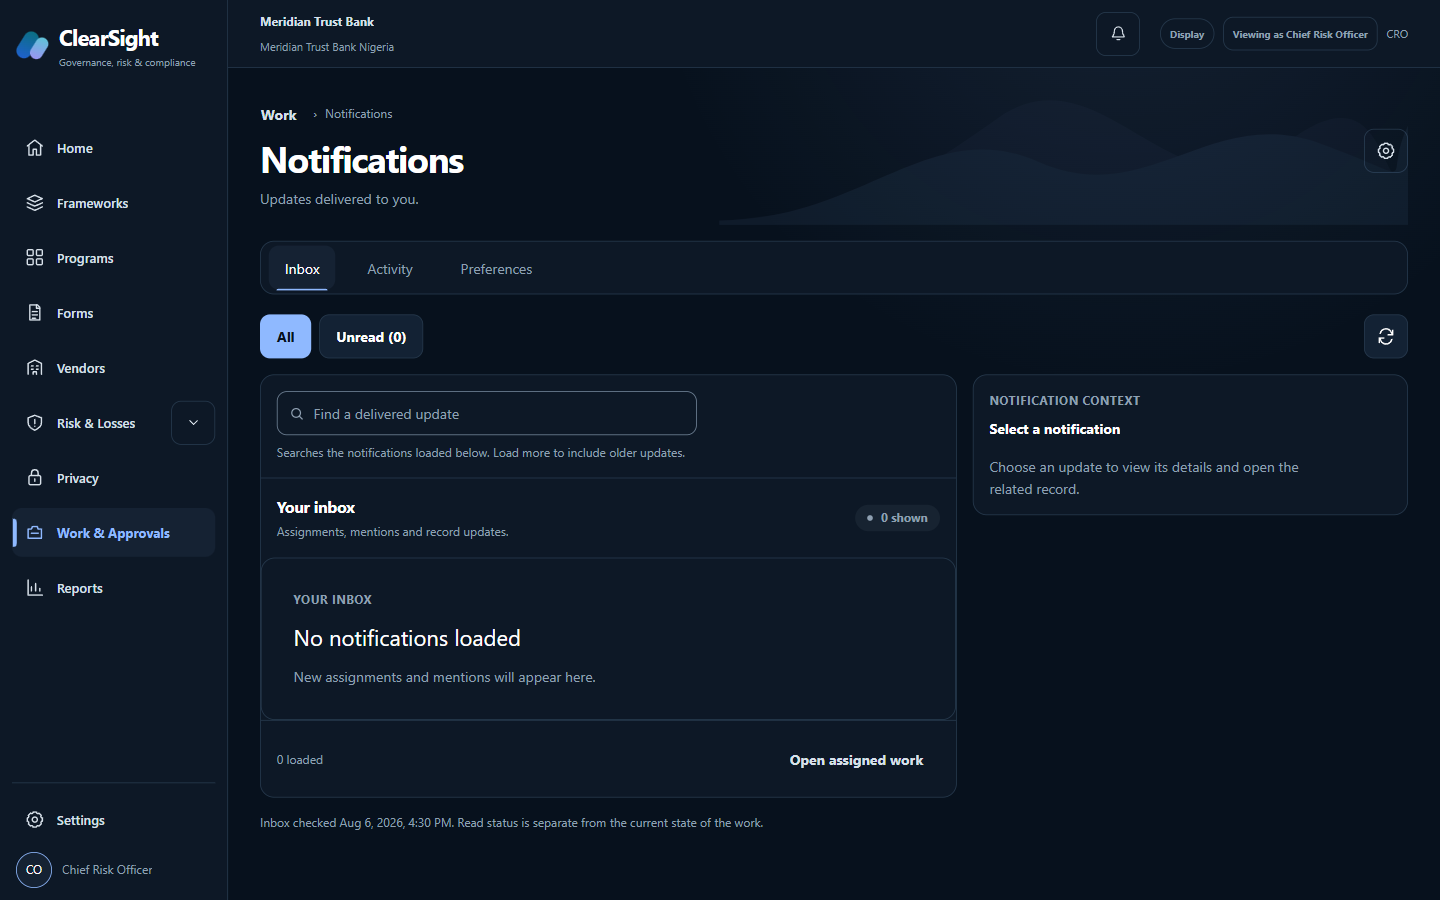 ClearSight
Governance, risk & compliance
Home
Frameworks
Programs
Forms
Vendors
Risk & Losses
Privacy
Work & Approvals
Reports
Settings
CO
Chief Risk Officer
Meridian Trust Bank
Meridian Trust Bank Nigeria
Display
Viewing as Chief Risk Officer
CRO
Work › Notifications
Notifications
Updates delivered to you.
Inbox
Activity
Preferences
All
Unread (0)
Find a delivered update
Searches the notifications loaded below. Load more to include older updates.
Your inbox
Assignments, mentions and record updates.
0 shown
YOUR INBOX
No notifications loaded
New assignments and mentions will appear here.
0 loaded
Open assigned work
Inbox checked Aug 6, 2026, 4:30 PM. Read status is separate from the current state of the work.
NOTIFICATION CONTEXT
Select a notification
Choose an update to view its details and open the
related record.